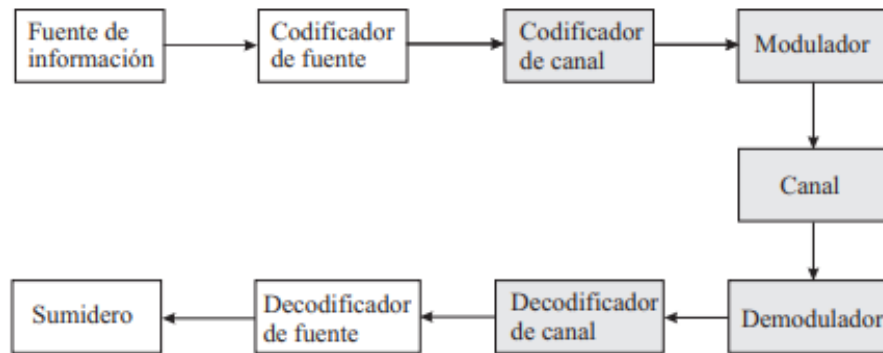 Fuente de
información
Codificador
de fuente
Codificador
de canal
Modulador
Canal
Sumidero
Decodificador
de fuente
Decodificador
de canal
Demodulador